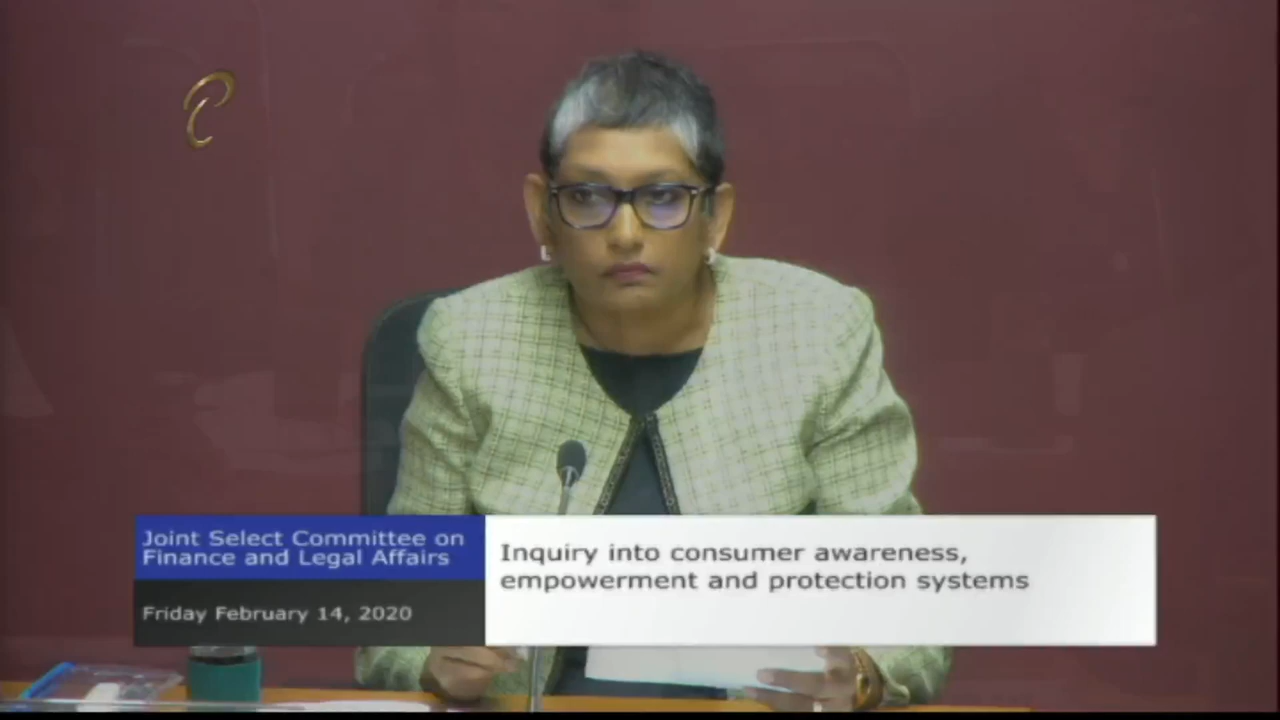 Joint Select Committee on
Finance and Legal Affairs
Friday February 14, 2020
Inquiry into consumer awareness,
empowerment and protection systems